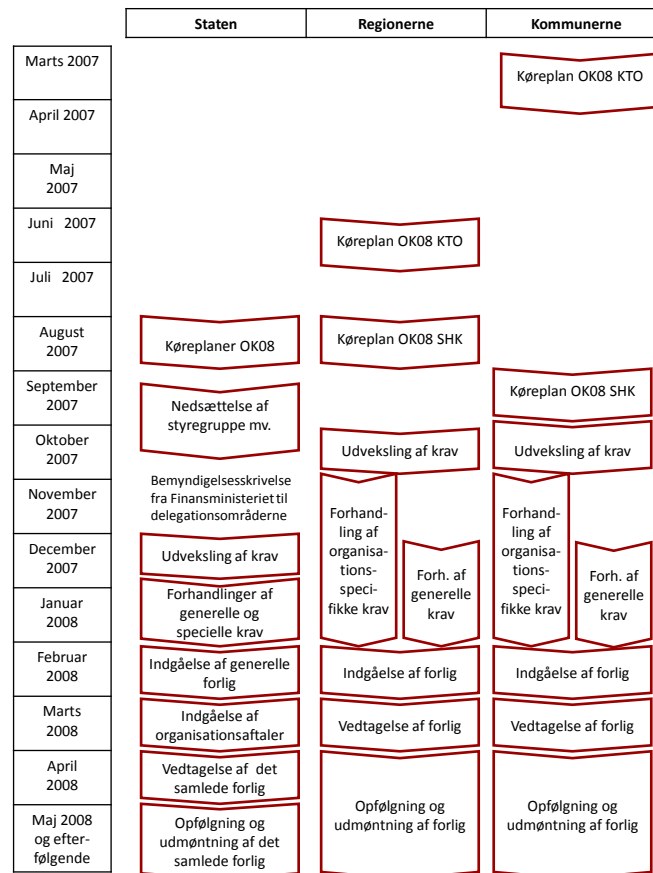 Staten
Regionerne
Kommunerne
Marts 2007
Køreplan OK08 KTO
April 2007
Maj
2007
Juni 2007
Køreplan OK08 KTO
Juli 2007
August
2007
Køreplaner OK08
Køreplan OK08 SHK
September
2007
Nedsættelse af
styregruppe mv.
Køreplan OK08 SHK
Oktober
2007
Udveksling af krav
Udveksling af krav
November
2007
Bemyndigelsesskrivelse
fra Finansministeriet til
delegationsområderne
Forhand-
ling af
organisa-
tions-
speci-
fikke krav
Forhand-
ling af
organisa-
tions-
speci-
fikke krav
December
2007
Udveksling af krav
Forh. af
generelle
krav
Forh. af
generelle
krav
Januar
2008
Forhandlinger af
generelle og
specielle krav
Februar
2008
Indgåelse af generelle
forlig
Indgåelse af forlig
Indgåelse af forlig
Marts
2008
Indgåelse af
organisationsaftaler
Vedtagelse af forlig
Vedtagelse af forlig
April
2008
Vedtagelse af det
samlede forlig
Opfølgning og
udmøntning af forlig
Opfølgning og
udmøntning af forlig
Maj 2008
og efter-
følgende
Opfølgning og
udmøntning af det
samlede forlig